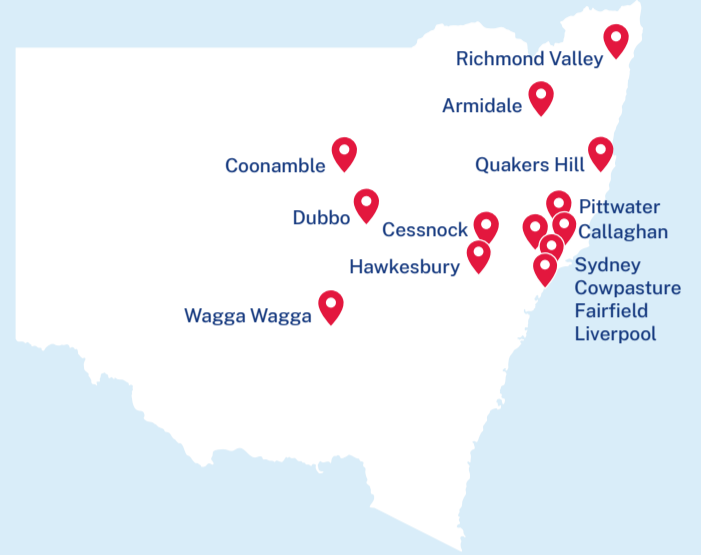 Richmond Valley
Armidale
Coonamble
Quakers Hill
Dubbo
Pittwater
Cessnock
Callaghan
Hawkesbury
Sydney
Cowpasture
Fairfield
Liverpool
Wagga Wagga